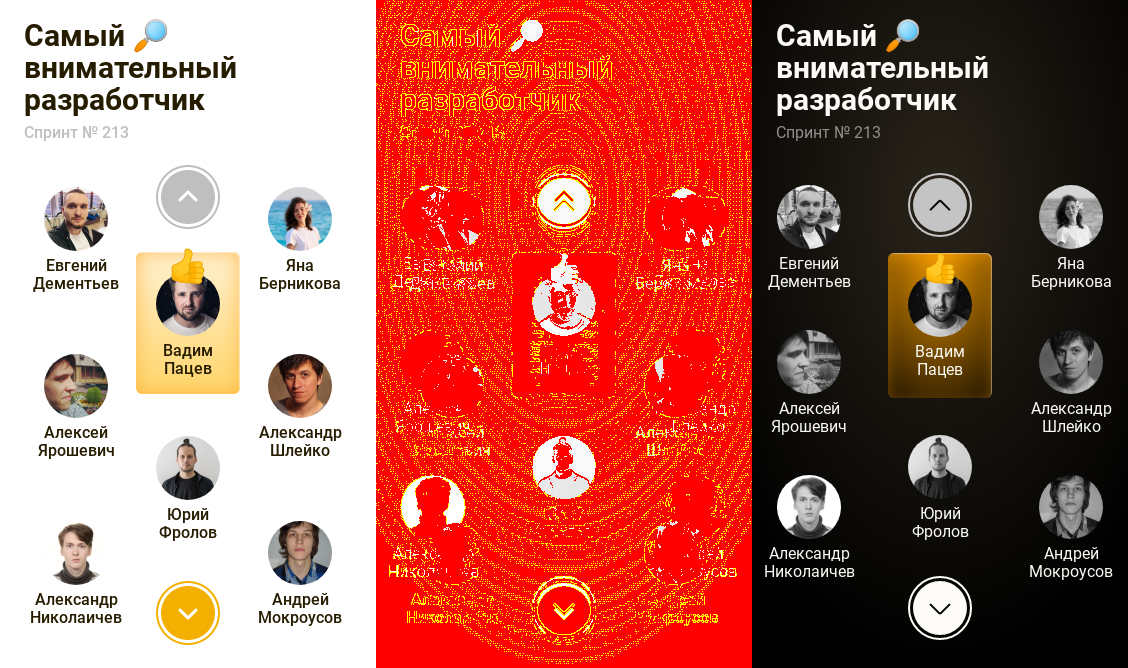 Самый 🔎
внимательный
разработчик
Спринт № 213
Евгений
Дементьев
Яна
Берникова
Вадим
Пацев
Алексей
Ярошевич
Александр
Шлейко
Юрий
Фролов
Александр
Николаичев
Андрей
Мокроусов
Самый
внимательный
разработчик
Самый 🔎
внимательный
разработчик
Спринт № 213
Евгений
Дементьев
Яна
Берникова
Вадим
Пацев
Алексей
Ярошевич
Александр
Шлейко
Юрий
Фролов
Александр
Николаичев
Андрей
Мокроусов